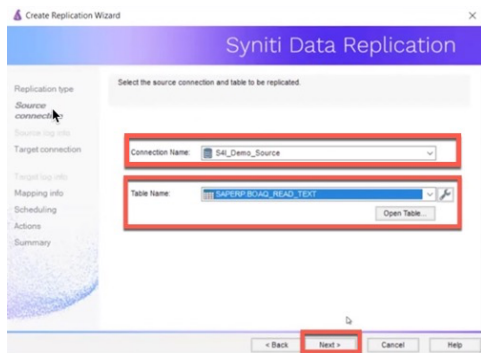 Create Replication Wizard
Syniti Data Replication
Replication type
Source
connection
Source log info
Target connection
Target log info
Mapping info
Scheduling
Actions
Summary
Select the source connection and table to be replicated.
Connection Name: S4I_Demo_Source
Table Name: SAPERP.BOAQ_READ_TEXT
Open Table...
< Back Next > Cancel Help